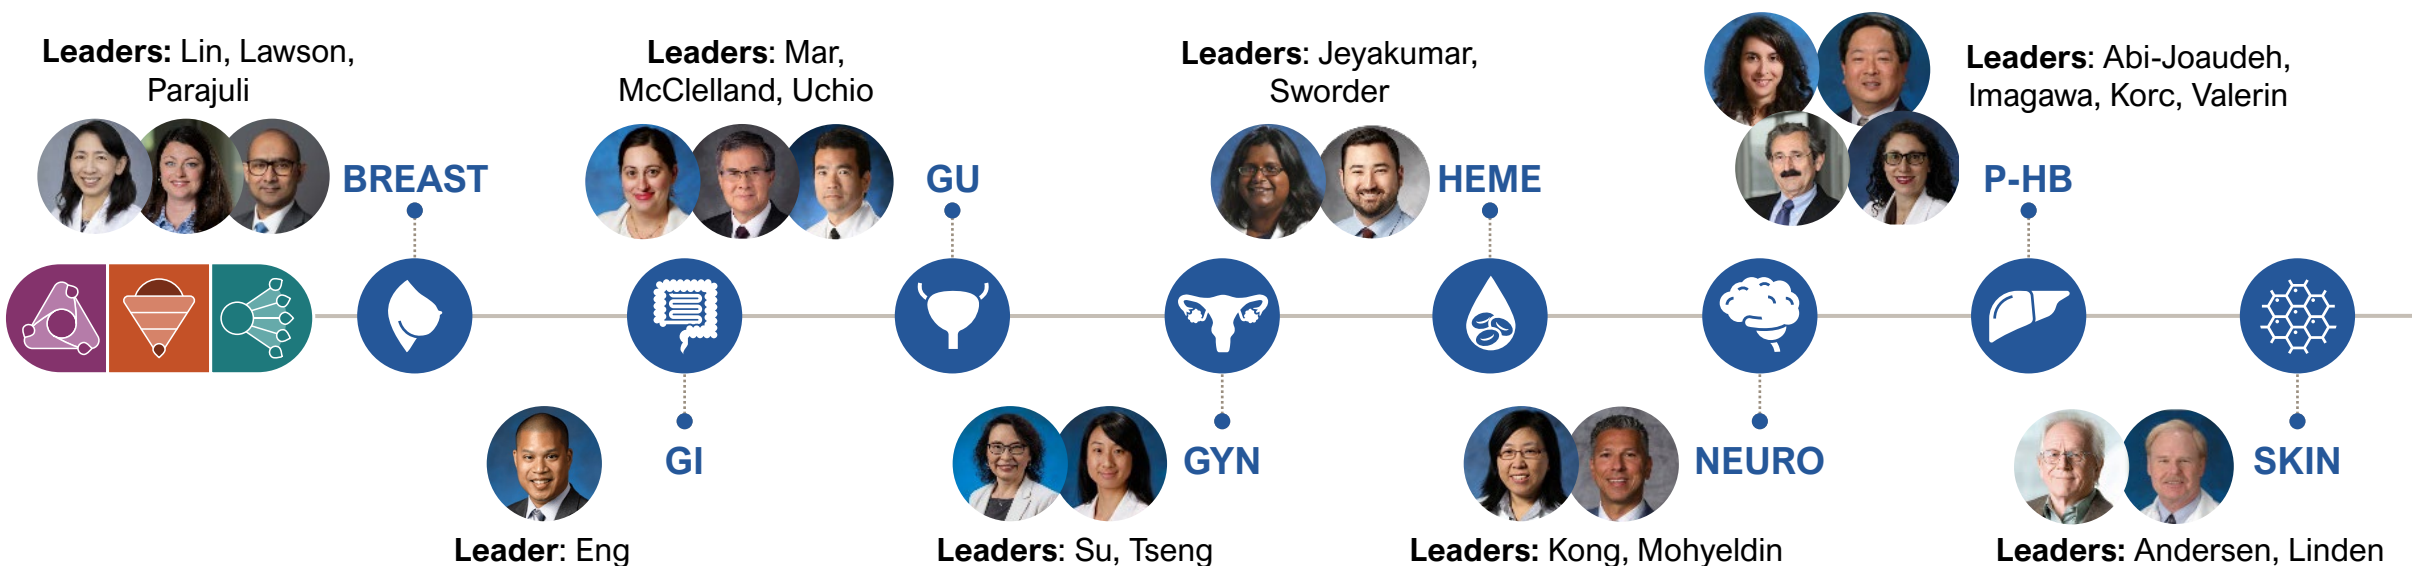 Leaders: Lin, Lawson,
Parajuli
BREAST
Leaders: Mar,
McClelland, Uchio
GU
Leaders: Jeyakumar,
Sworder
HEME
Leaders: Abi-Joaudeh,
Imagawa, Korc, Valerin
P-HB
GI
Leader: Eng
GYN
Leaders: Su, Tseng
NEURO
Leaders: Kong, Mohyeldin
SKIN
Leaders: Andersen, Linden